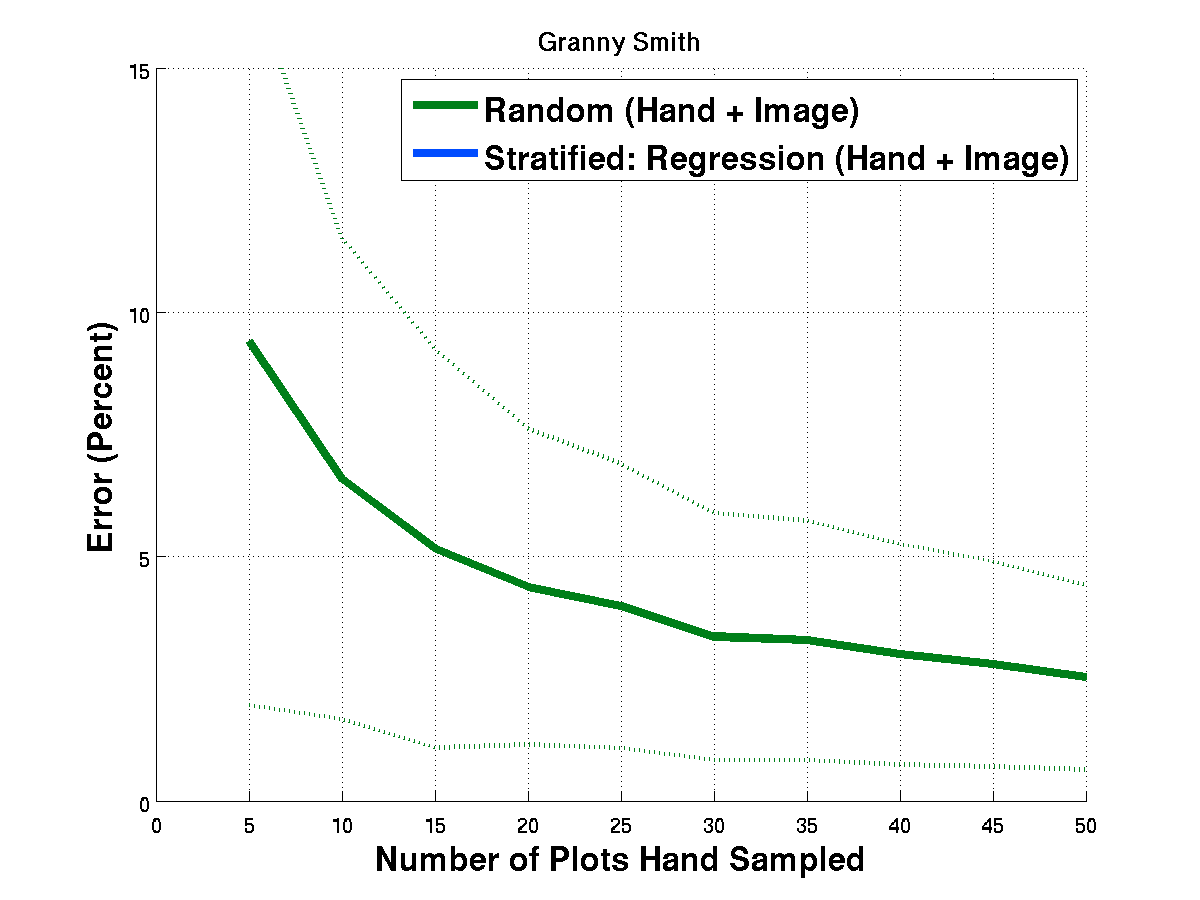 Granny Smith
15
Random (Hand + Image)
Stratified: Regression (Hand + Image)
10
Error (Percent)
5
0
0 5 10 15 20 25 30 35 40 45 50
Number of Plots Hand Sampled